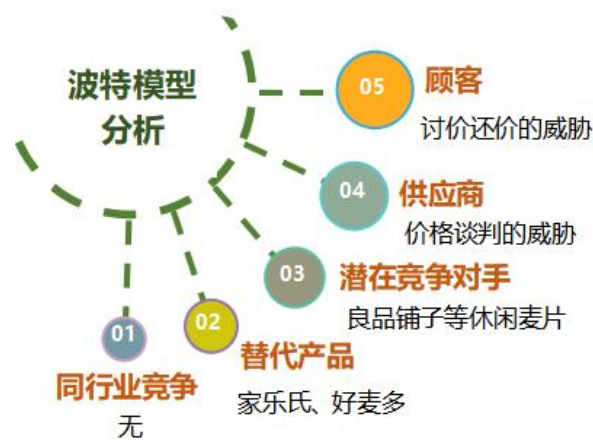 波特模型
分析
05
顾客
讨价还价的威胁
04
供应商
价格谈判的威胁
03
潜在竞争对手
良品铺子等休闲麦片
02
替代产品
家乐氏、好麦多
01
同行业竞争
无